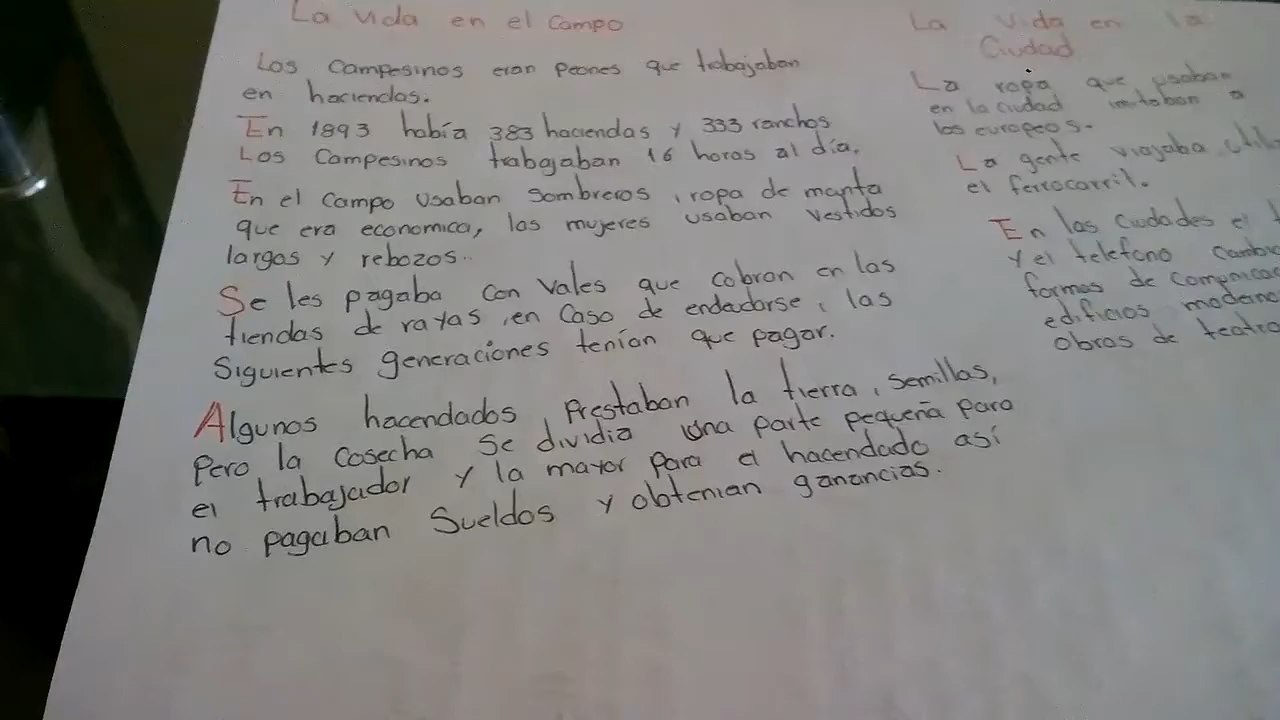 La vida en el campo
Los campesinos eran peones que trabajaban
en haciendas.
En 1893 había 383 haciendas y 333 ranchos
Los campesinos trabajaban 16 horas al día.
En el campo usaban sombreros, ropa de manta
que era economica, las mujeres usaban vestidos
largos y rebozos..
Se les pagaba con vales que cobran en las
tiendas de rayas, en caso de endadarse, las
siguientes generaciones tenían que pagar.
Algunos hacendados, prestaban la tierra, semillas,
pero la cosecha se dividia una parte pequeña para
el trabajador y la mayor para el hacendado así
no pagaban sueldos y obtenian ganancias.
La vida en la
Ciudad
La ropa que usaban
en la ciudad imitaban a
los europeos.
La gente viajaba
el ferrocarril.
En las ciudades el
y el telefono
formas de
edificios
obras de teatro